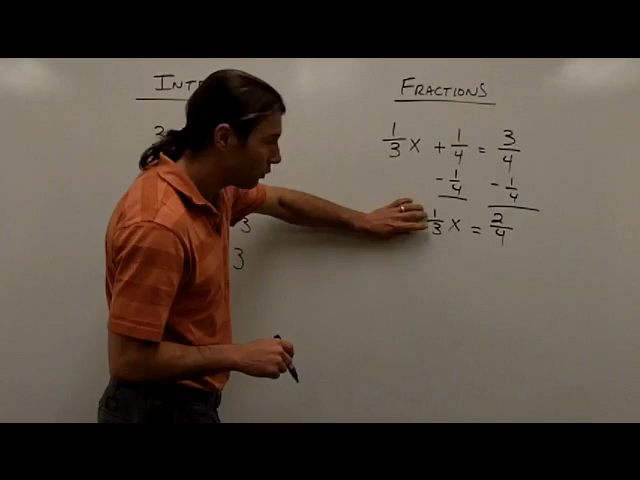 Fractions
1/3 x + 1/4 = 3/4
- 1/4 - 1/4
1/3 x = 2/4
3
3